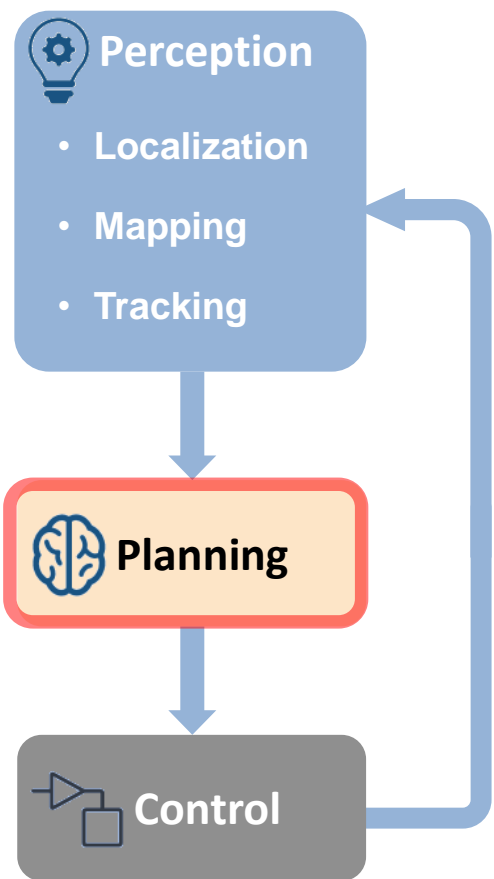 Perception
• Localization
• Mapping
• Tracking
Planning
Control